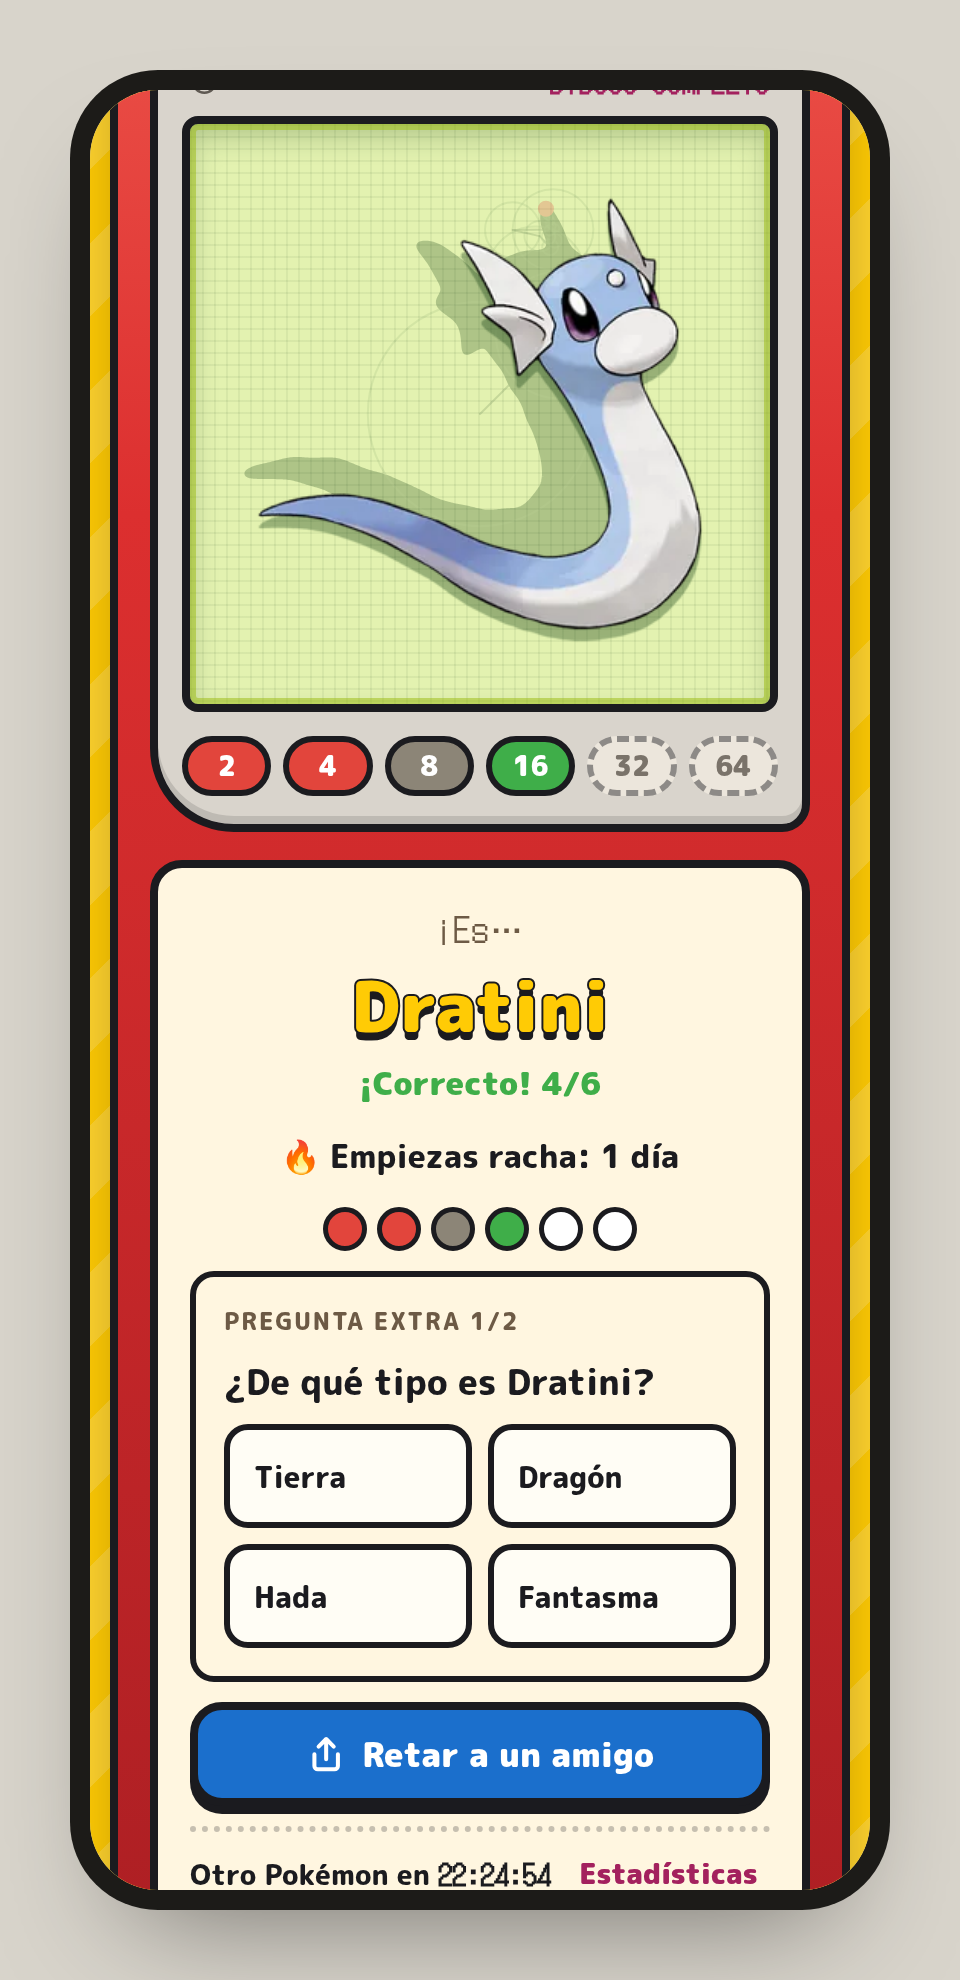 2 4 8 16 32 64
¡Es...
Dratini
¡Correcto! 4/6
🔥 Empiezas racha: 1 día
PREGUNTA EXTRA 1/2
¿De qué tipo es Dratini?
Tierra Dragón
Hada Fantasma
Retar a un amigo
Otro Pokémon en 22:24:54 Estadísticas